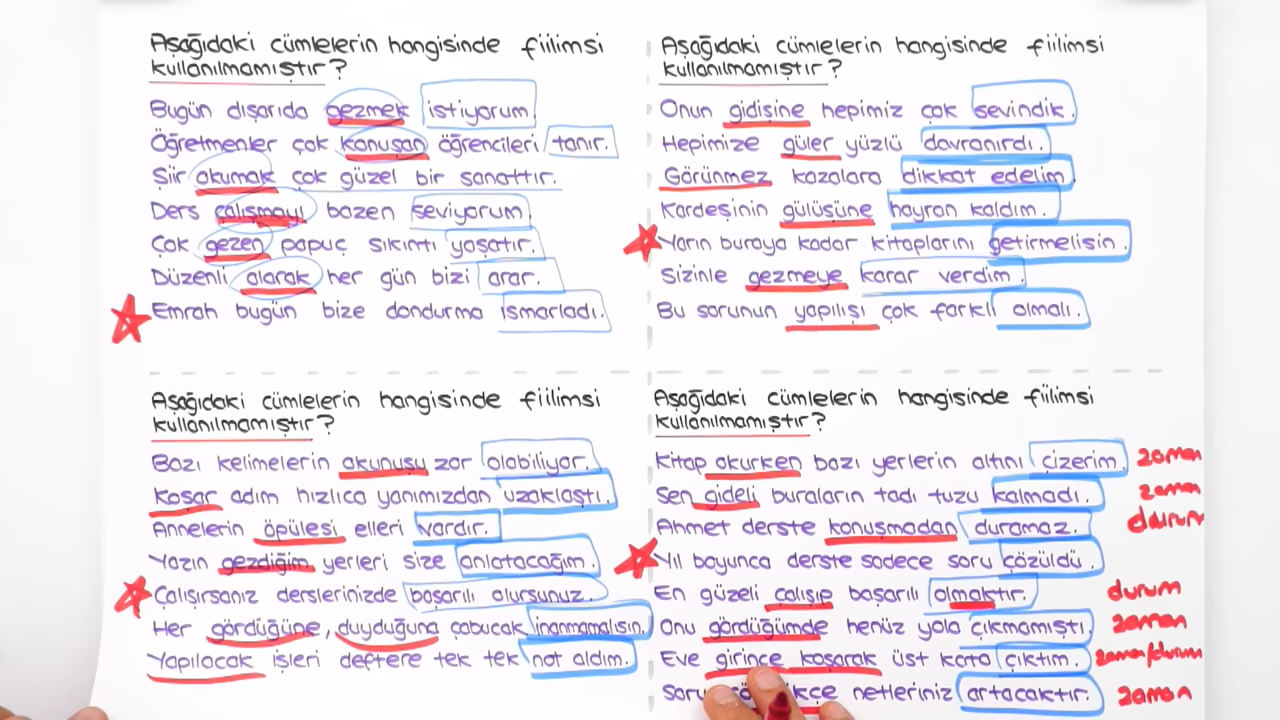 Aşağıdaki cümlelerin hangisinde fiilimsi
kullanılmamıştır?
Bugün dışarıda gezmek istiyorum.
Öğretmenler çok konuşan öğrencileri tanır.
Şiir okumak çok güzel bir sanattır.
Ders çalışmayı bazen seviyorum.
Çok gezen papuç sıkıntı yaşatır.
Düzenli olarak her gün bizi arar.
Emrah bugün bize dondurma ısmarladı.
Aşağıdaki cümlelerin hangisinde fiilimsi
kullanılmamıştır?
Onun gidişine hepimiz çok sevindik.
Hepimize güler yüzlü davranırdı.
Görünmez kazalara dikkat edelim
Kardeşinin gülüşüne hayran kaldım.
Yarın buraya kadar kitaplarını getirmelisin.
Sizinle gezmeye karar verdim.
Bu sorunun yapılışı çok farklı olmalı.
Aşağıdaki cümlelerin hangisinde fiilimsi
kullanılmamıştır?
Bazı kelimelerin okunuşu zor olabiliyor.
Koşar adım hızlıca yanımızdan uzaklaştı.
Annelerin öpülesi elleri vardır.
Yazın gezdiğim yerleri size anlatacağım.
Çalışırsanız derslerinizde başarılı olursunuz.
Her gördüğüne, duyduğuna çabucak inanmamalısın.
Yapılacak işleri deftere tek tek not aldım.
Aşağıdaki cümlelerin hangisinde fiilimsi
kullanılmamıştır?
Kitap okurken bazı yerlerin altını çizerim. zaman
Sen gideli buraların tadı tuzu kalmadı. zaman
Ahmet derste konuşmadan duramaz. durum
Yıl boyunca derste sadece soru çözüldü.
En güzeli çalışıp başarılı olmaktır. durum
Onu gördüğümde henüz yola çıkmamıştı. zaman
Eve girince koşarak üst kata çıktım. zaman/durum
Soru netleriniz artacaktır. zaman